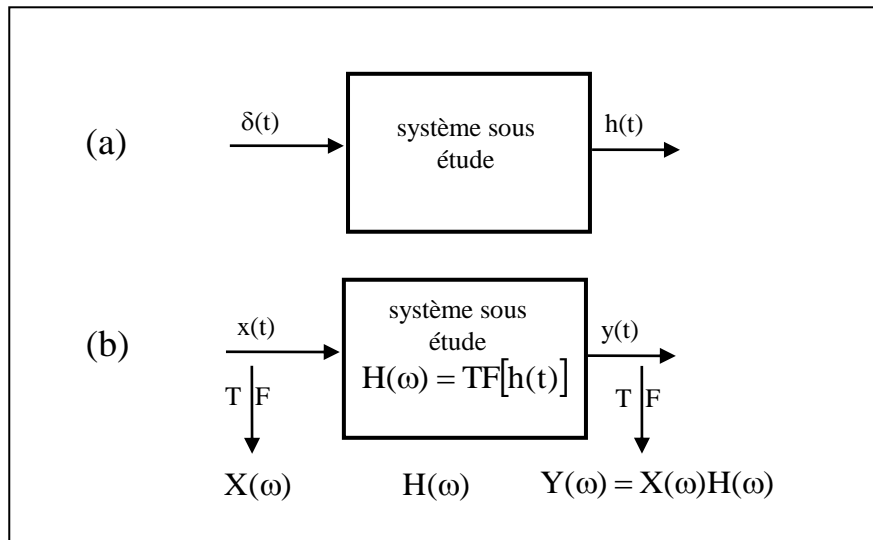 (a)
δ(t)
système sous
étude
h(t)
(b)
x(t)
système sous
étude
H(ω) = TF[h(t)]
y(t)
T F
T F
X(ω)
H(ω)
Y(ω) = X(ω)H(ω)